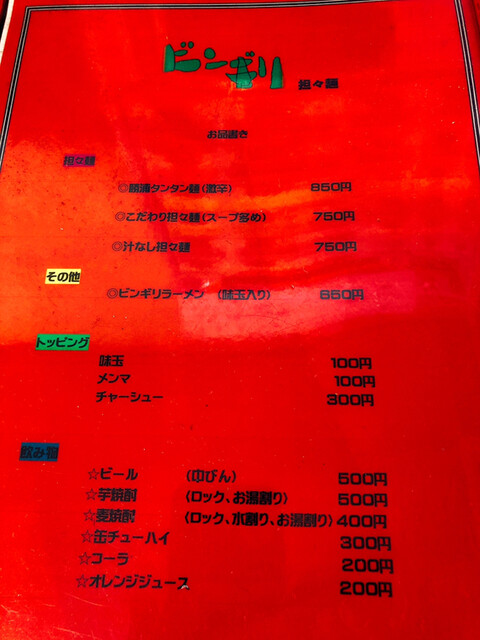 ビンギリ 担々麺
お品書き
担々麺
◎勝浦タンタン麺(激辛) 850円
◎こだわり担々麺(スープ多め) 750円
◎汁なし担々麺 750円
その他
◎ビンギリラーメン (味玉入り) 650円
トッピング
味玉 100円
メンマ 100円
チャーシュー 300円
飲み物
☆ビール (中びん) 500円
☆芋焼酎 (ロック、お湯割り) 500円
☆麦焼酎 (ロック、水割り、お湯割り) 400円
☆缶チューハイ 300円
☆コーラ 200円
☆オレンジジュース 200円